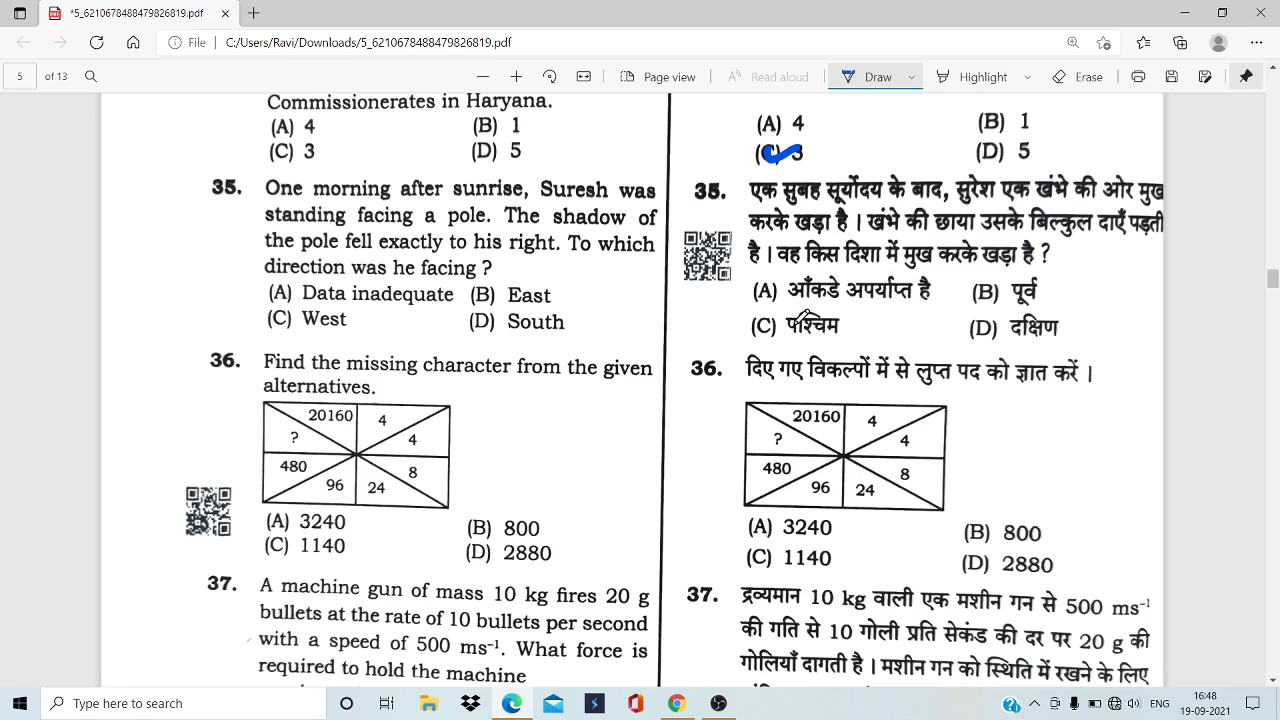 *5_6210678488479826819.pdf
File
C:/Users/Ravi/Downloads/5_6210678488479826819.pdf
5
of 13
Page view
Read aloud
Draw
Highlight
Erase
Commissionerates in Haryana.
(A) 4
(B) 1
(C) 3
(D) 5
35. One morning after sunrise, Suresh was
standing facing a pole. The shadow of
the pole fell exactly to his right. To which
direction was he facing ?
(A) Data inadequate (B) East
(C) West (D) South
36. Find the missing character from the given
alternatives.
20160 4
? 4
480 8
96 24
(A) 3240 (B) 800
(C) 1140 (D) 2880
37. A machine gun of mass 10 kg fires 20 g
bullets at the rate of 10 bullets per second
with a speed of 500 ms⁻¹. What force is
required to hold the machine
(A) 4 (B) 1
(C) 3 (D) 5
35. एक सुबह सूर्योदय के बाद, सुरेश एक खंभे की ओर मुख
करके खड़ा है । खंभे की छाया उसके बिल्कुल दाएँ पड़ती
है । वह किस दिशा में मुख करके खड़ा है ?
(A) आँकडे अपर्याप्त है (B) पूर्व
(C) पश्चिम (D) दक्षिण
36. दिए गए विकल्पों में से लुप्त पद को ज्ञात करें ।
20160 4
? 4
480 8
96 24
(A) 3240 (B) 800
(C) 1140 (D) 2880
37. द्रव्यमान 10 kg वाली एक मशीन गन से 500 ms⁻¹
की गति से 10 गोली प्रति सेकंड की दर पर 20 g की
गोलियाँ दागती है । मशीन गन को स्थिति में रखने के लिए
Type here to search
ENG
16:48
19-09-2021